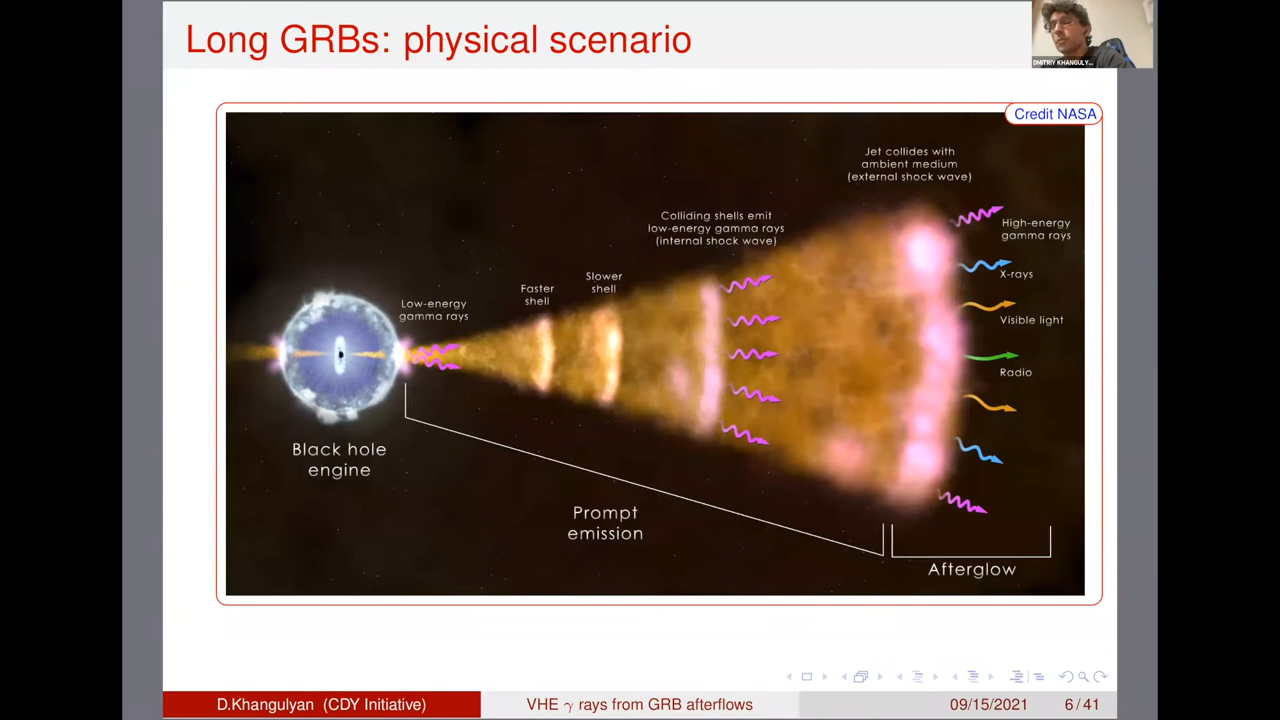 Long GRBs: physical scenario
DMITRIY KHANGULY...
Credit NASA
Jet collides with
ambient medium
(external shock wave)
Colliding shells emit
low-energy gamma rays
(internal shock wave)
High-energy
gamma rays
X-rays
Slower
shell
Faster
shell
Low-energy
gamma rays
Visible light
Radio
Black hole
engine
Prompt
emission
Afterglow
D.Khangulyan (CDY Initiative)
VHE γ rays from GRB afterflows
09/15/2021
6/41